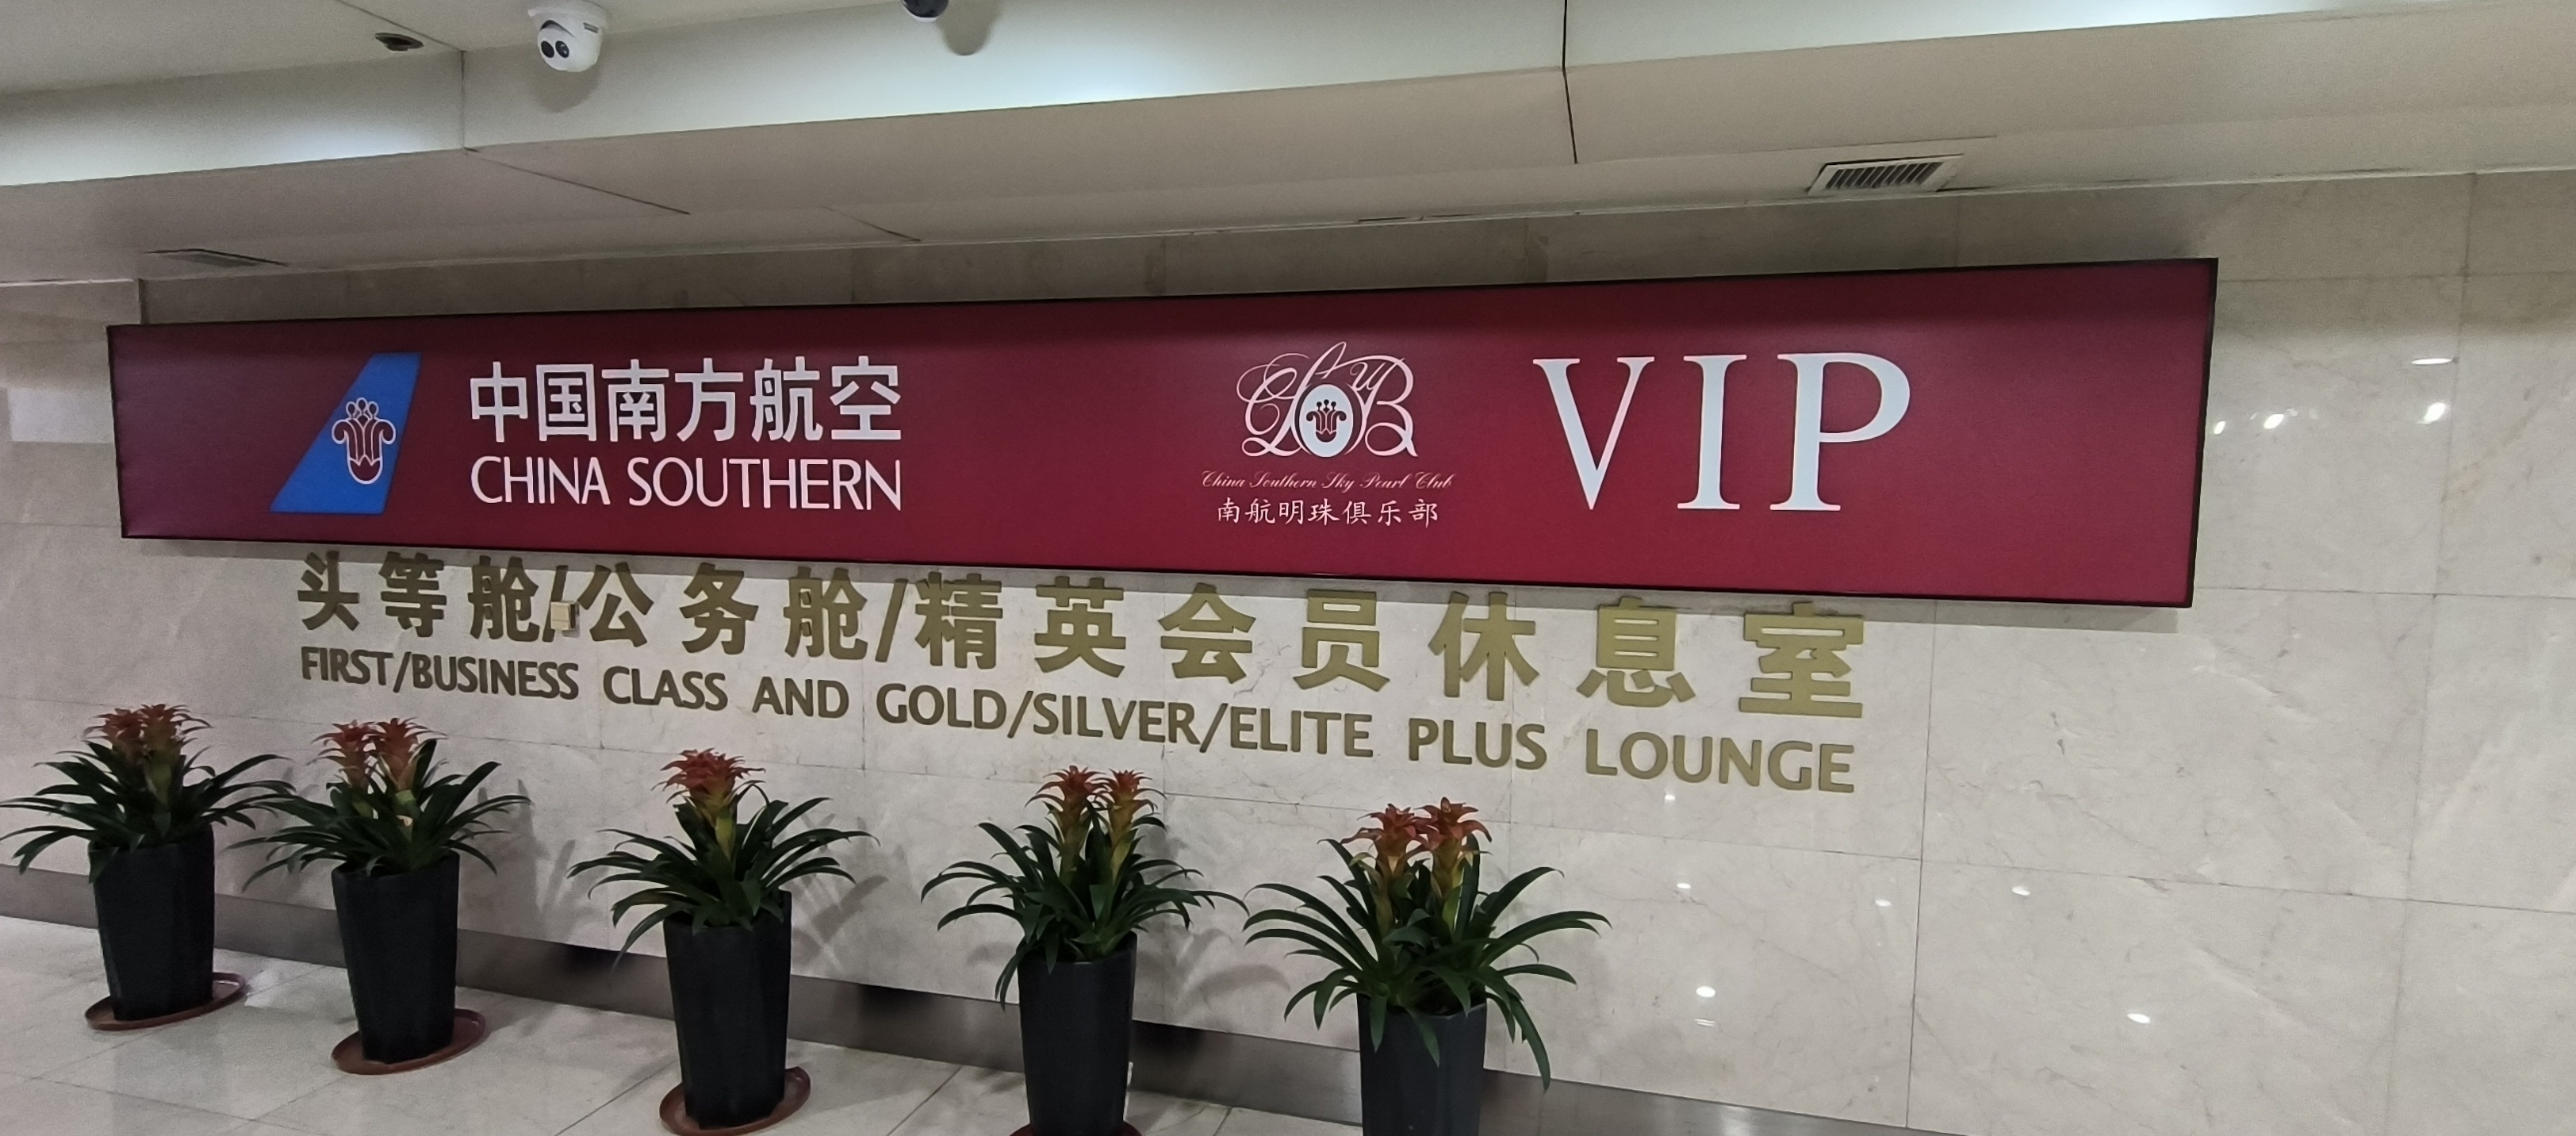 中国南方航空
CHINA SOUTHERN
China Southern Sky Pearl Club
南航明珠俱乐部
VIP
头等舱/公务舱/精英会员休息室
FIRST/BUSINESS CLASS AND GOLD/SILVER/ELITE PLUS LOUNGE